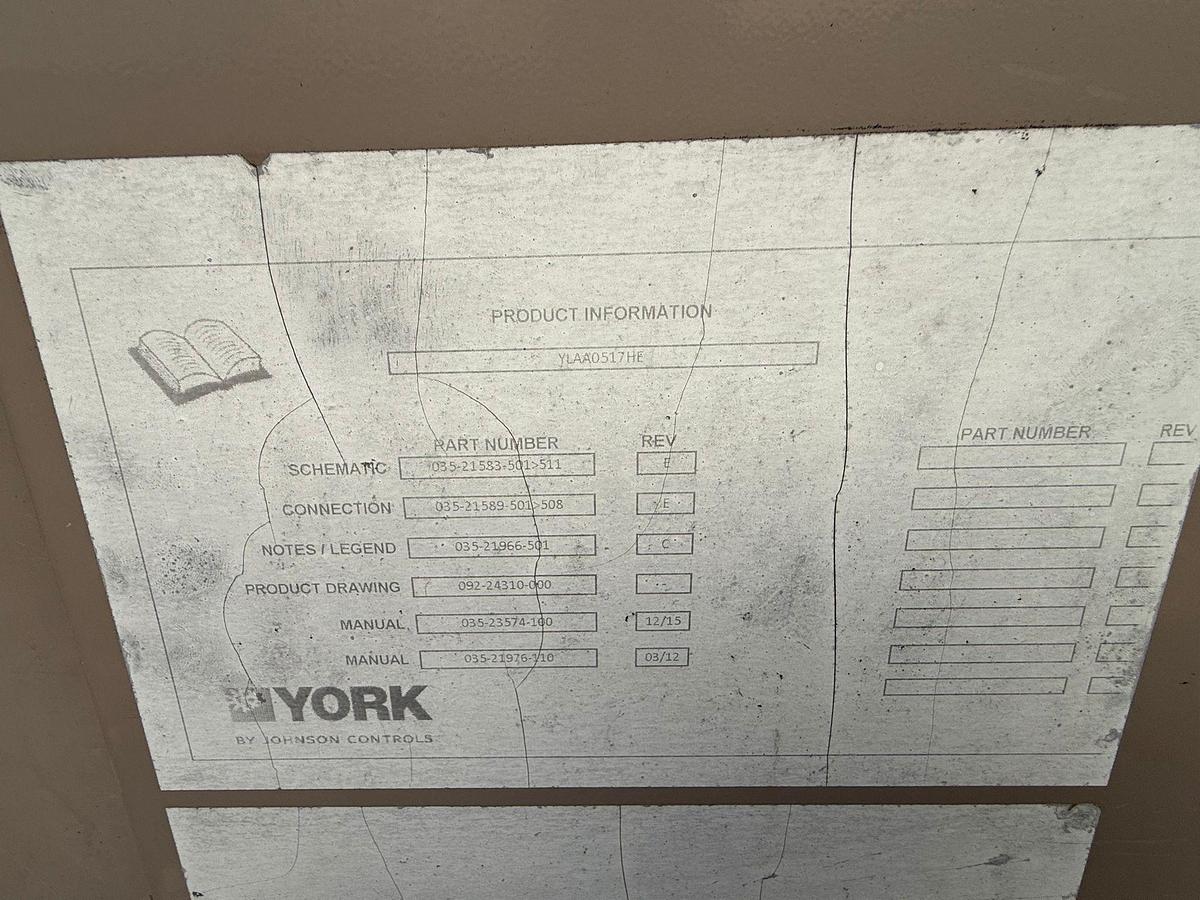 PRODUCT INFORMATION
YLAA0517HE
PART NUMBER REV PART NUMBER REV
SCHEMATIC 035-21583-501>511 E
CONNECTION 035-21589-501>508 E
NOTES / LEGEND 035-21966-501 C
PRODUCT DRAWING 092-24310-000 --
MANUAL 035-23574-100 12/15
MANUAL 035-21976-110 03/12
YORK
BY JOHNSON CONTROLS